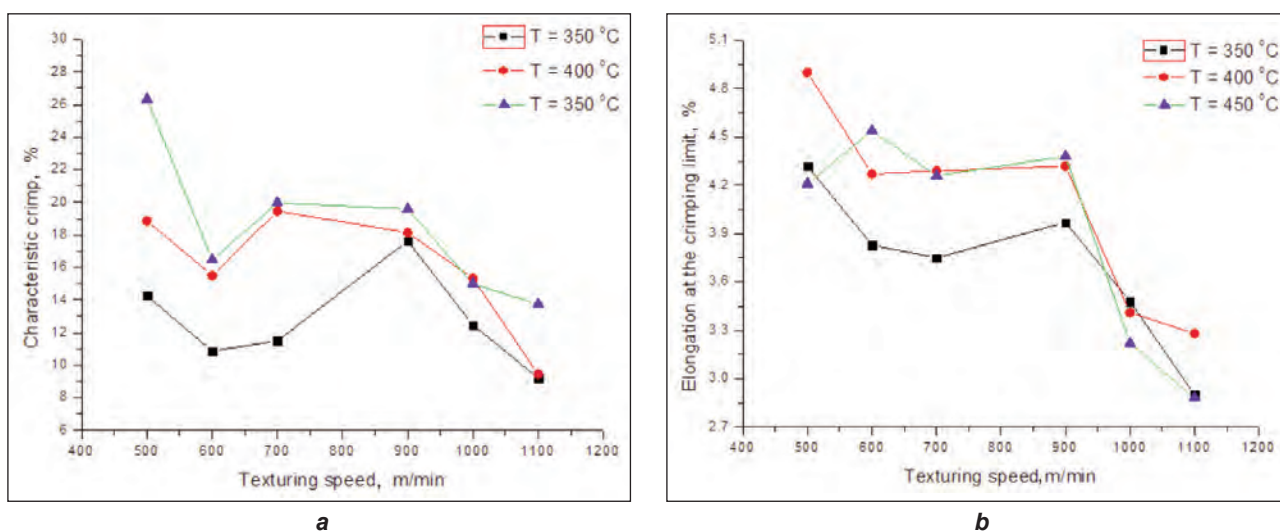 30
28
26
24
22
20
18
16
14
12
10
8
6
Characteristic crimp, %
T = 350 °C
T = 400 °C
T = 350 °C
400 500 600 700 800 900 1000 1100 1200
Texturing speed, m/min
a
5.1
4.8
4.5
4.2
3.9
3.6
3.3
3.0
2.7
Elongation at the crimping limit, %
T = 350 °C
T = 400 °C
T = 450 °C
400 500 600 700 800 900 1000 1100 1200
Texturing speed,m/min
b